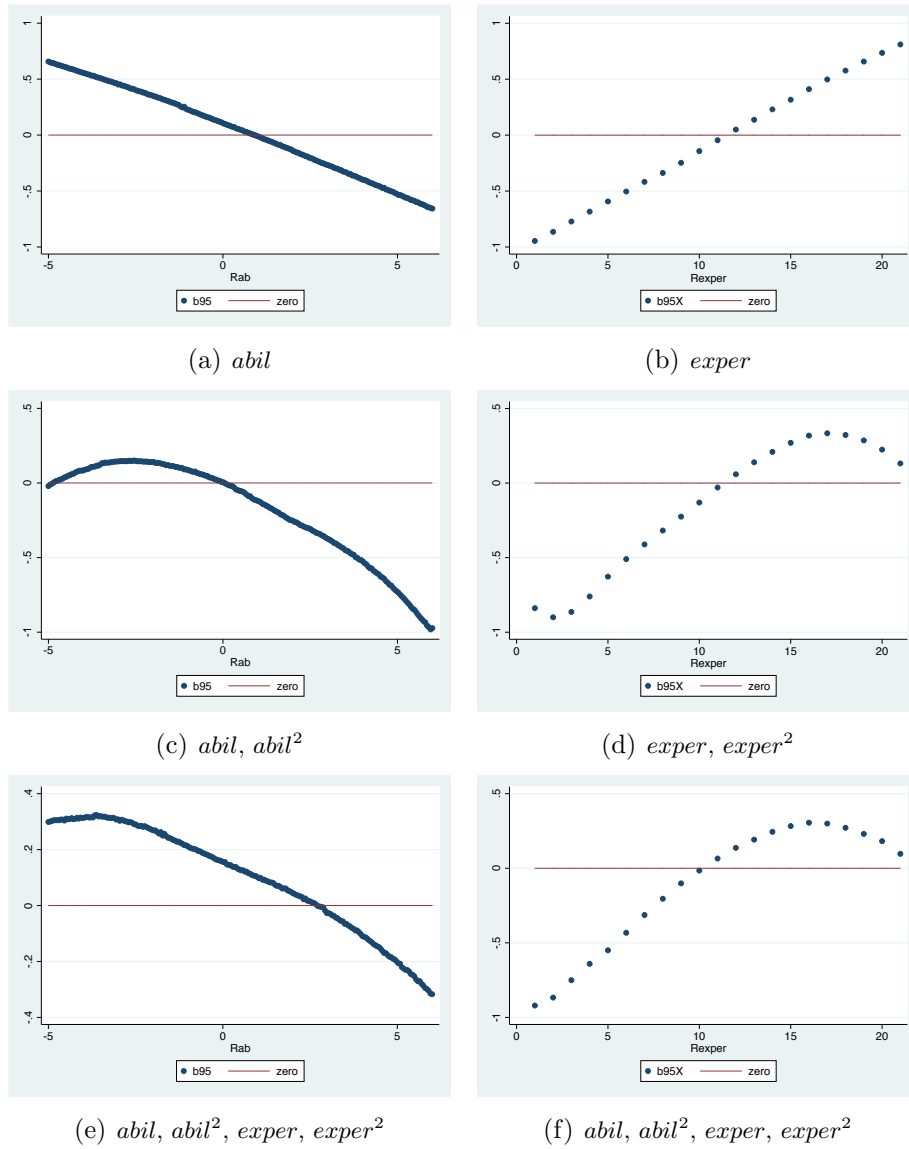 1
.5
0
-.5
-1
-5 0 5
Rab
b95 zero
(a) abil
1
.5
0
-.5
-1
0 5 10 15 20
Rexper
b95X zero
(b) exper
.5
0
-.5
-1
-5 0 5
Rab
b95 zero
(c) abil, abil²
.5
0
-.5
-1
0 5 10 15 20
Rexper
b95X zero
(d) exper, exper²
.4
.2
0
-.2
-.4
-5 0 5
Rab
b95 zero
(e) abil, abil², exper, exper²
.5
0
-.5
-1
0 5 10 15 20
Rexper
b95X zero
(f) abil, abil², exper, exper²